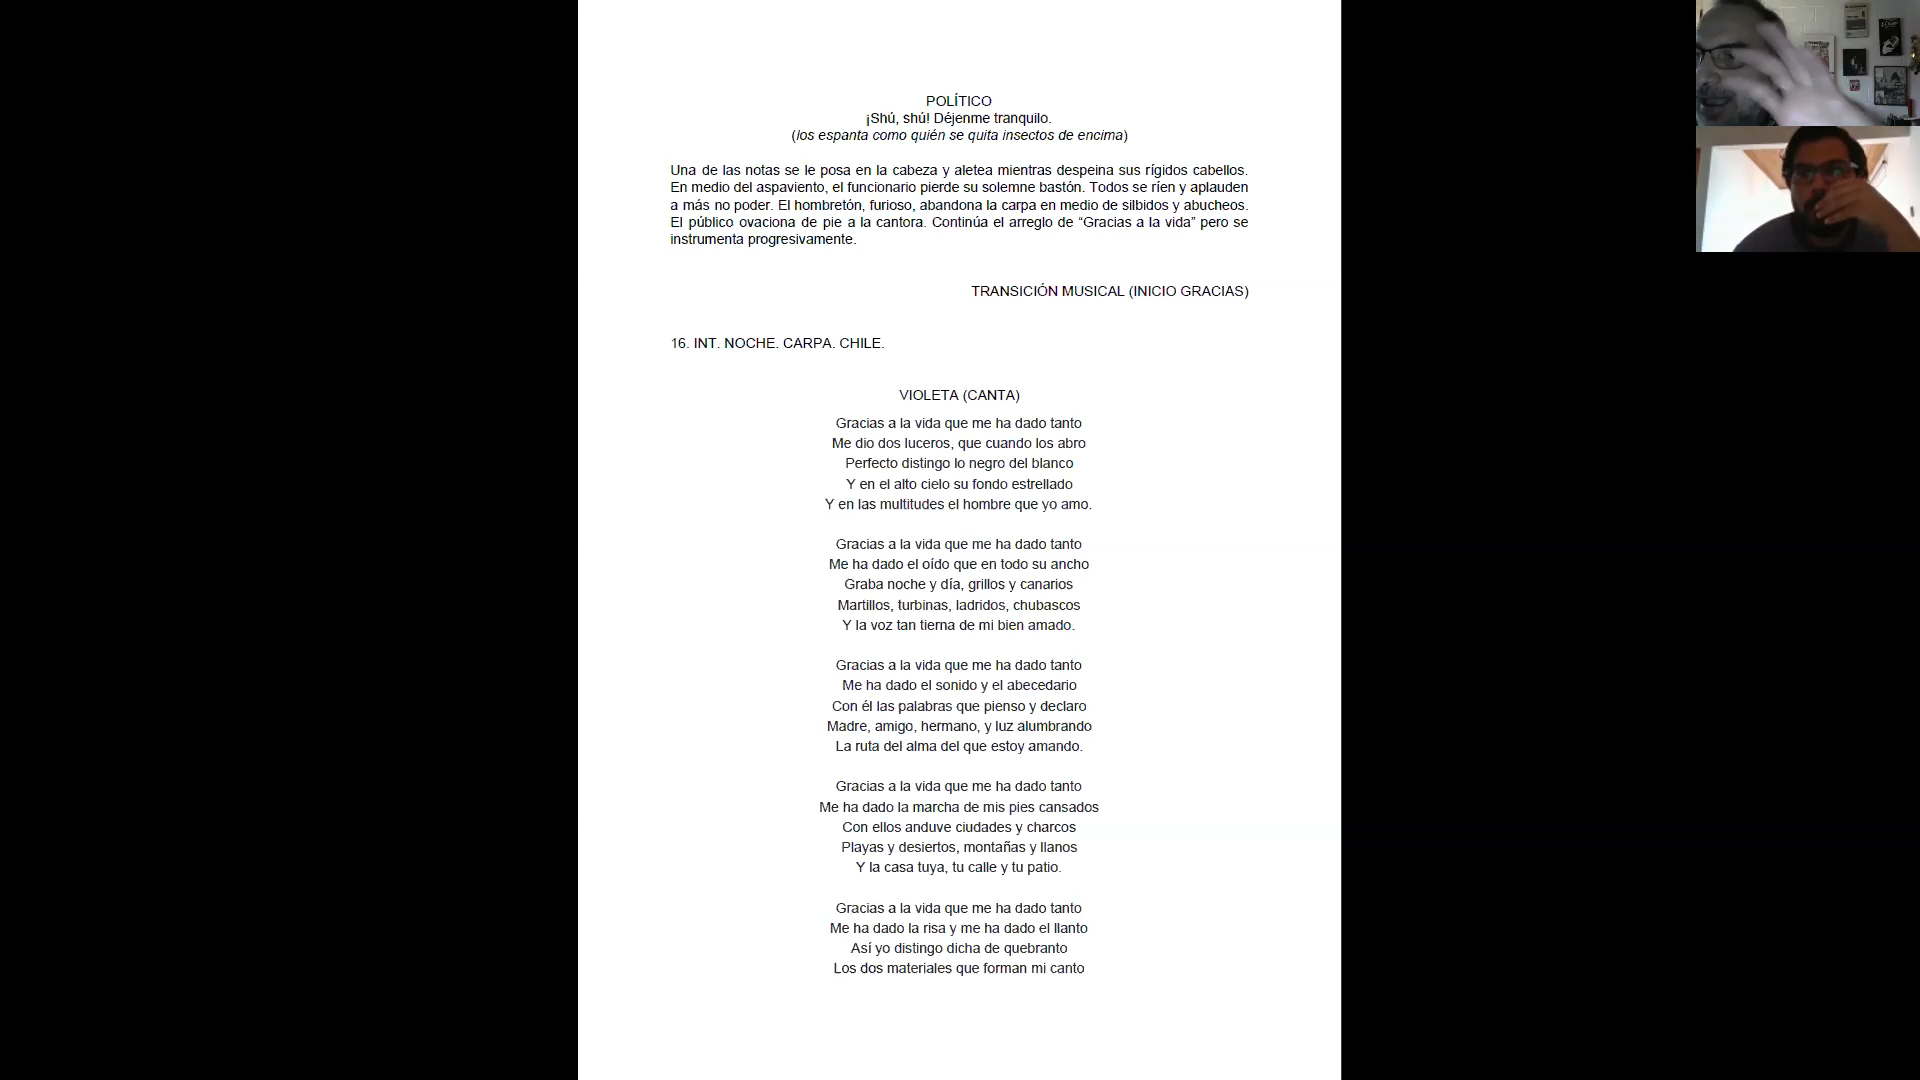 POLÍTICO
¡Shú, shú! Déjenme tranquilo.
(los espanta como quién se quita insectos de encima)
Una de las notas se le posa en la cabeza y aletea mientras despeina sus rígidos cabellos.
En medio del aspaviento, el funcionario pierde su solemne bastón. Todos se ríen y aplauden
a más no poder. El hombretón, furioso, abandona la carpa en medio de silbidos y abucheos.
El público ovaciona de pie a la cantora. Continúa el arreglo de “Gracias a la vida” pero se
instrumenta progresivamente.
TRANSICIÓN MUSICAL (INICIO GRACIAS)
16. INT. NOCHE. CARPA. CHILE.
VIOLETA (CANTA)
Gracias a la vida que me ha dado tanto
Me dio dos luceros, que cuando los abro
Perfecto distingo lo negro del blanco
Y en el alto cielo su fondo estrellado
Y en las multitudes el hombre que yo amo.
Gracias a la vida que me ha dado tanto
Me ha dado el oído que en todo su ancho
Graba noche y día, grillos y canarios
Martillos, turbinas, ladridos, chubascos
Y la voz tan tierna de mi bien amado.
Gracias a la vida que me ha dado tanto
Me ha dado el sonido y el abecedario
Con él las palabras que pienso y declaro
Madre, amigo, hermano, y luz alumbrando
La ruta del alma del que estoy amando.
Gracias a la vida que me ha dado tanto
Me ha dado la marcha de mis pies cansados
Con ellos anduve ciudades y charcos
Playas y desiertos, montañas y llanos
Y la casa tuya, tu calle y tu patio.
Gracias a la vida que me ha dado tanto
Me ha dado la risa y me ha dado el llanto
Así yo distingo dicha de quebranto
Los dos materiales que forman mi canto